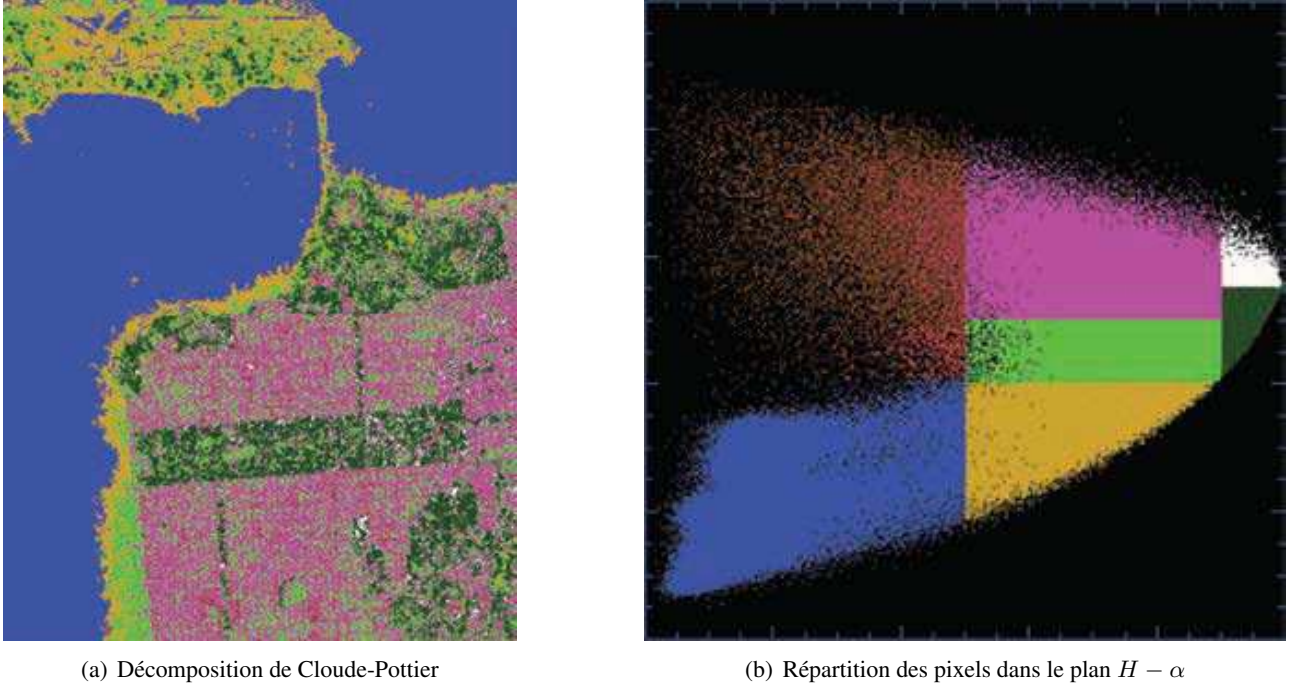 (a) Décomposition de Cloude-Pottier
(b) Répartition des pixels dans le plan H − α